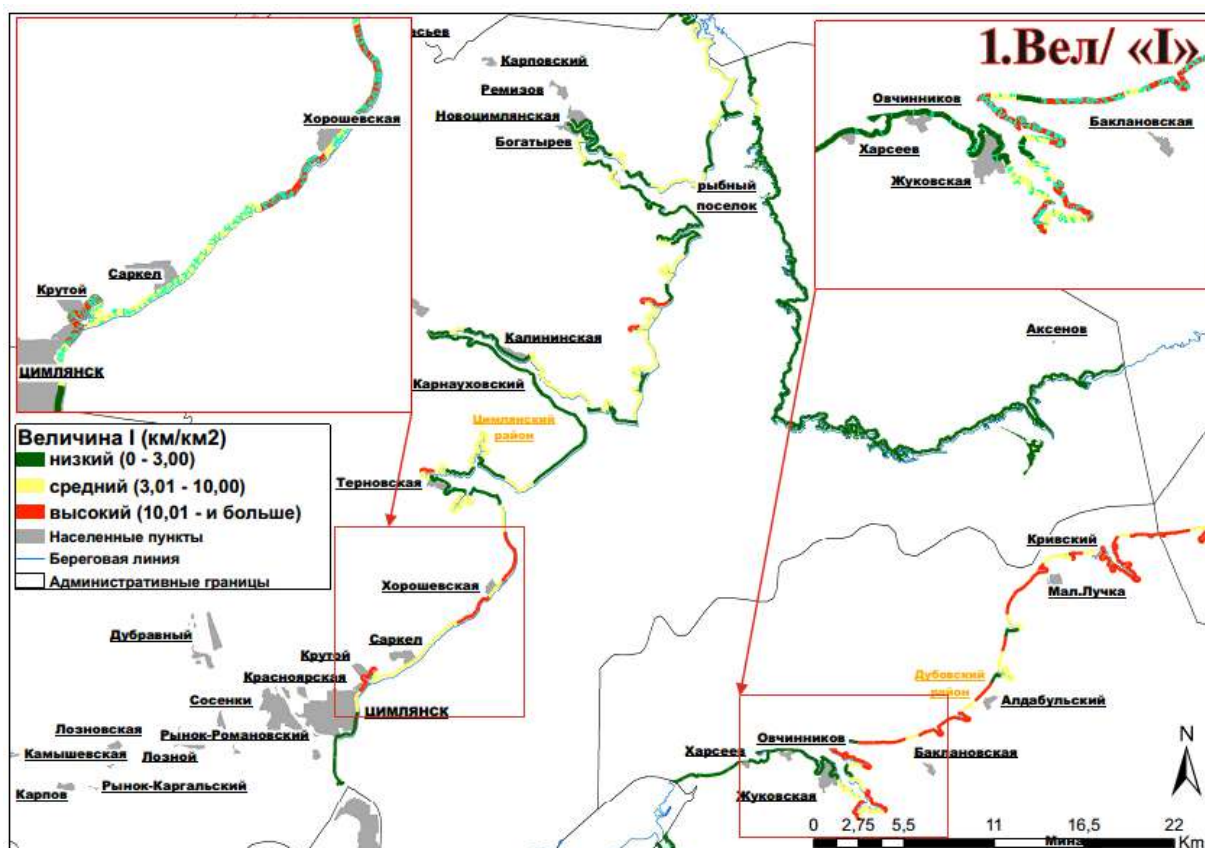 сьев
Карповский
Ремизов
Новоцимлянская
Богатырев
рыбный
поселок
1.Вел/ «I»
Овчинников
Баклановская
Харсеев
Жуковская
Хорошевская
Саркел
Крутой
ЦИМЛЯНСК
Калининская
Карнауховский
Аксенов
Цимлянский
район
Величина I (км/км2)
низкий (0 - 3,00)
средний (3,01 - 10,00)
высокий (10,01 - и больше)
Населенные пункты
Береговая линия
Административные границы
Терновская
Кривский
Хорошевская
Мал.Лучка
Дубравный
Саркел
Крутой
Красноярская
Дубовский
район
Сосенки
Алдабульский
ЦИМЛЯНСК
Лозновская
Рынок-Романовский
Овчинников
Камышевская
Лозной
Харсеев
Баклановская
N
Карпов
Рынок-Каргальский
Жуковская
0 2,75 5,5 11 16,5 22
Мина
Km